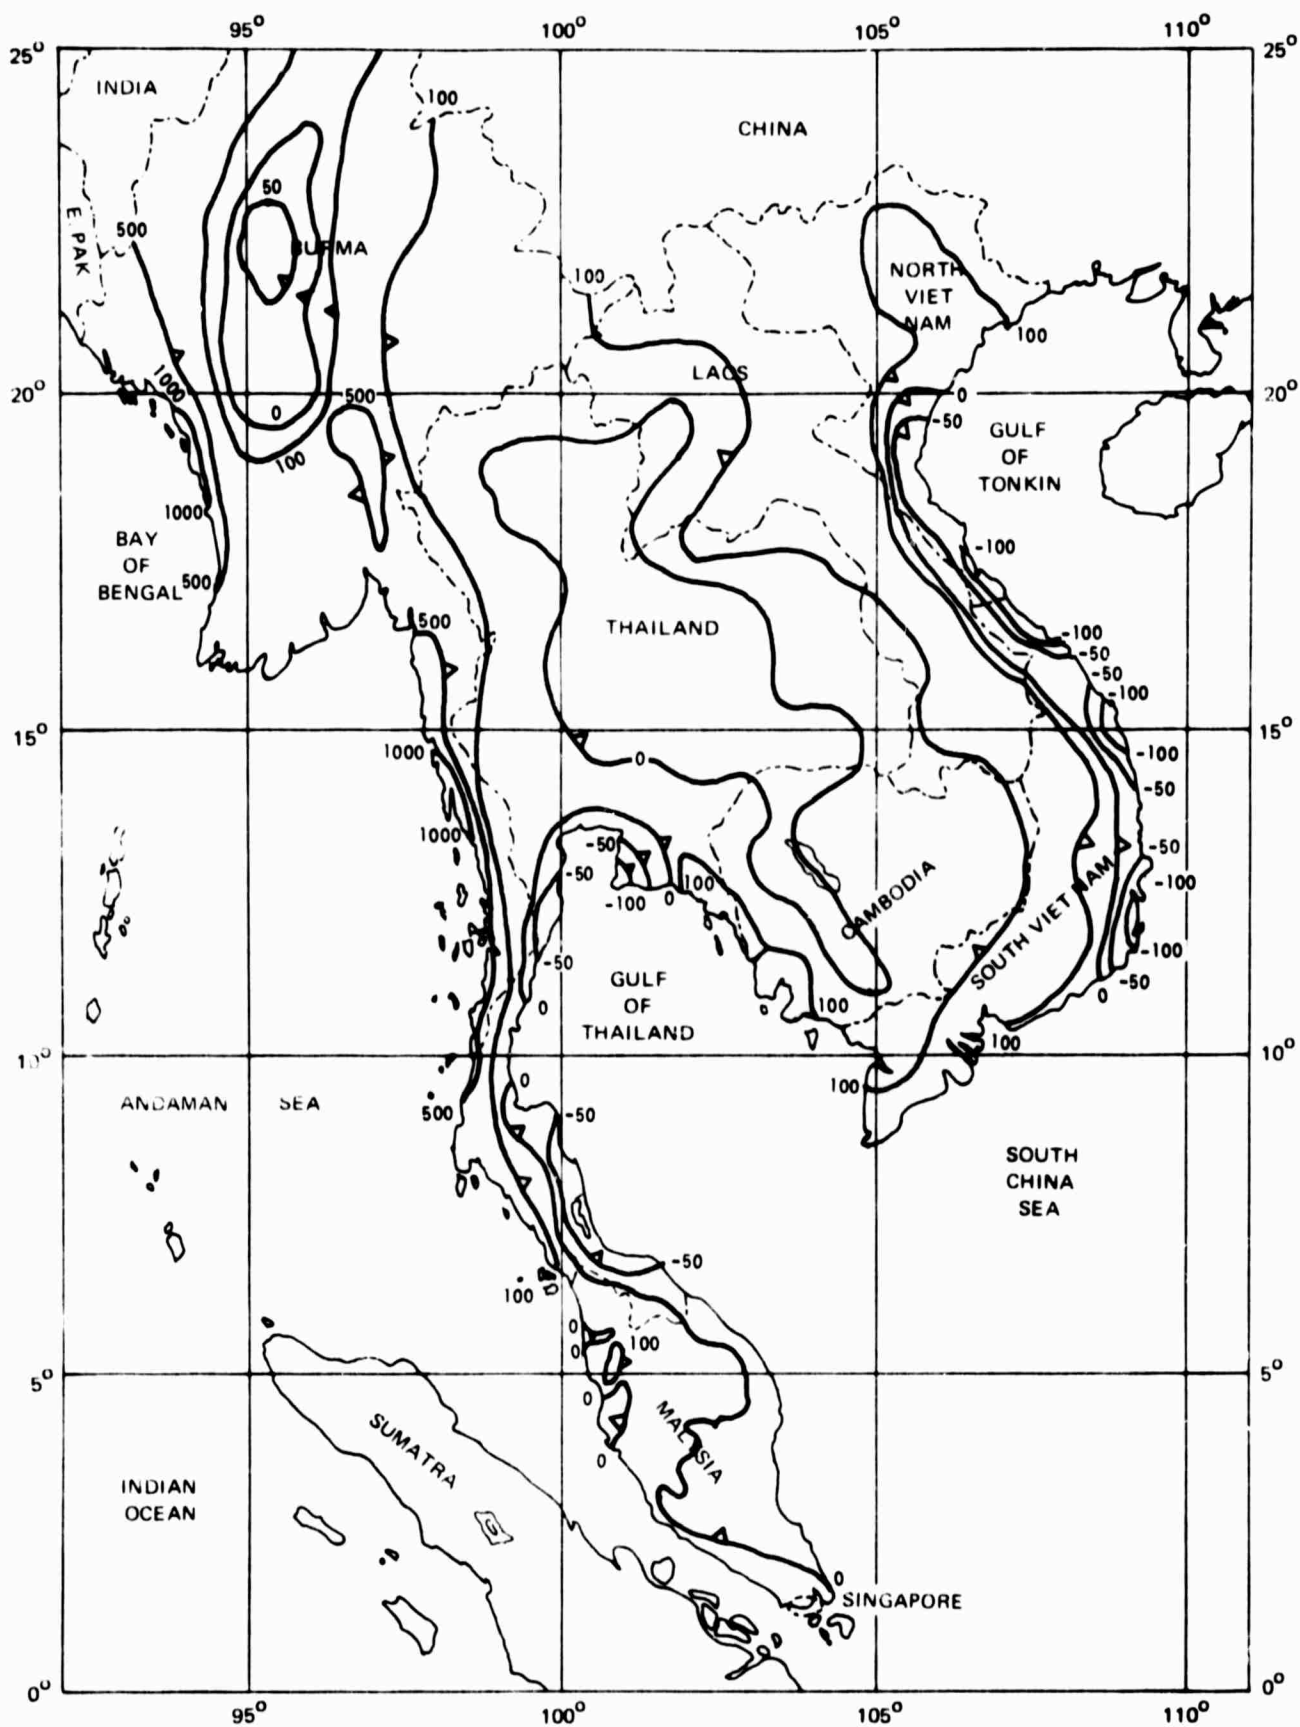 95° 100° 105° 110°
25° 25°
INDIA
100
CHINA
50
E PAK
500
BURMA
100
NORTH
VIET
NAM
100
1000
LAOS
20° 500 0 20°
0
-50
GULF
OF
TONKIN
100
1000
-100
BAY
OF
BENGAL
500
THAILAND
500
-100
-50
-50
-100
15° 15°
1000
0
-100
-50
1000
-50
-50
-50
-100
100
-100
0
CAMBODIA
SOUTH VIET NAM
-50
-100
GULF
OF
THAILAND
0
100
0
-50
100
10° 10°
0
100
ANDAMAN SEA
500
-50
SOUTH
CHINA
SEA
-50
100
0
100
0
5° 5°
0
MALAYSIA
SUMATRA
0
INDIAN
OCEAN
0
SINGAPORE
0° 0°
95° 100° 105° 110°